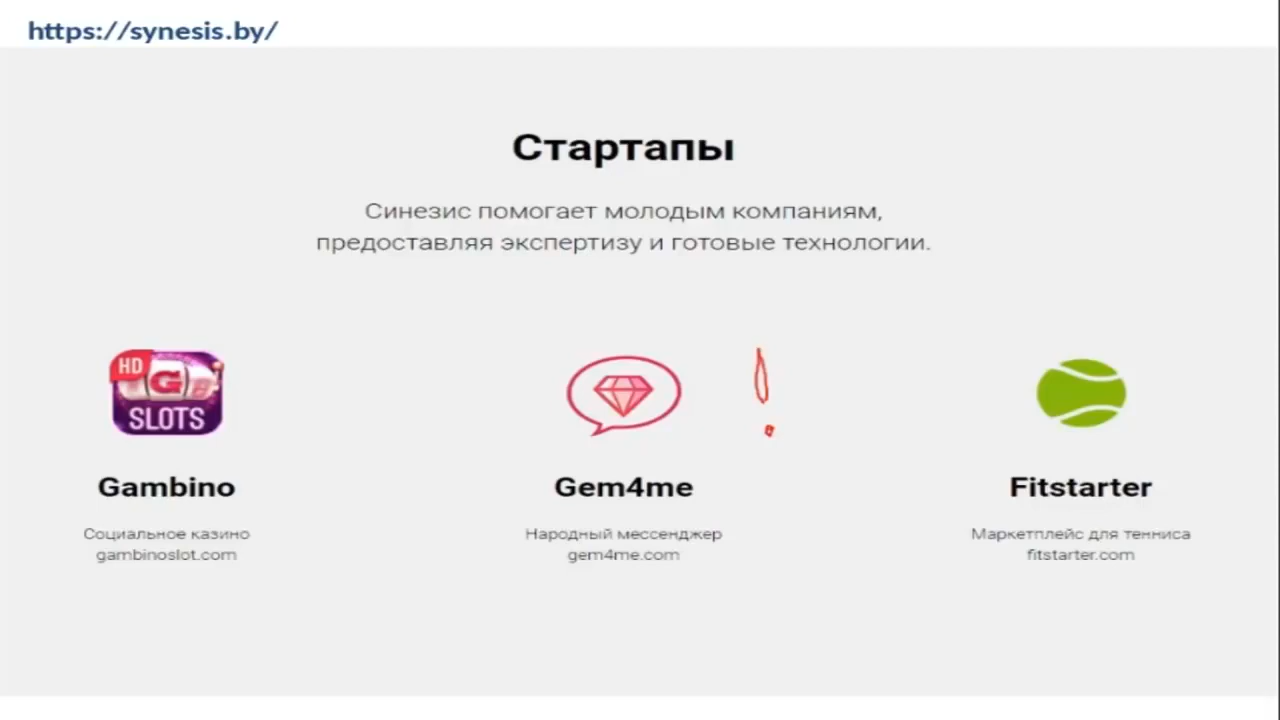 https://synesis.by/
Стартапы
Синезис помогает молодым компаниям,
предоставляя экспертизу и готовые технологии.
HD
G
SLOTS
!
Gambino
Социальное казино
gambinoslot.com
Gem4me
Народный мессенджер
gem4me.com
Fitstarter
Маркетплейс для тенниса
fitstarter.com